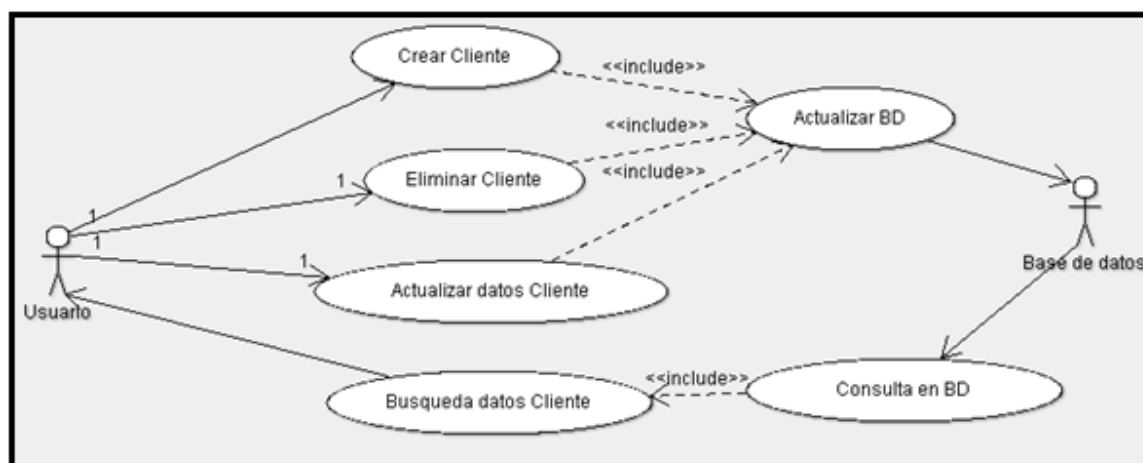 Crear Cliente
<<include>>
Actualizar BD
<<include>>
Eliminar Cliente
<<include>>
1
1
1
1
Usuario
Actualizar datos Cliente
Base de datos
Busqueda datos Cliente
<<include>>
Consulta en BD